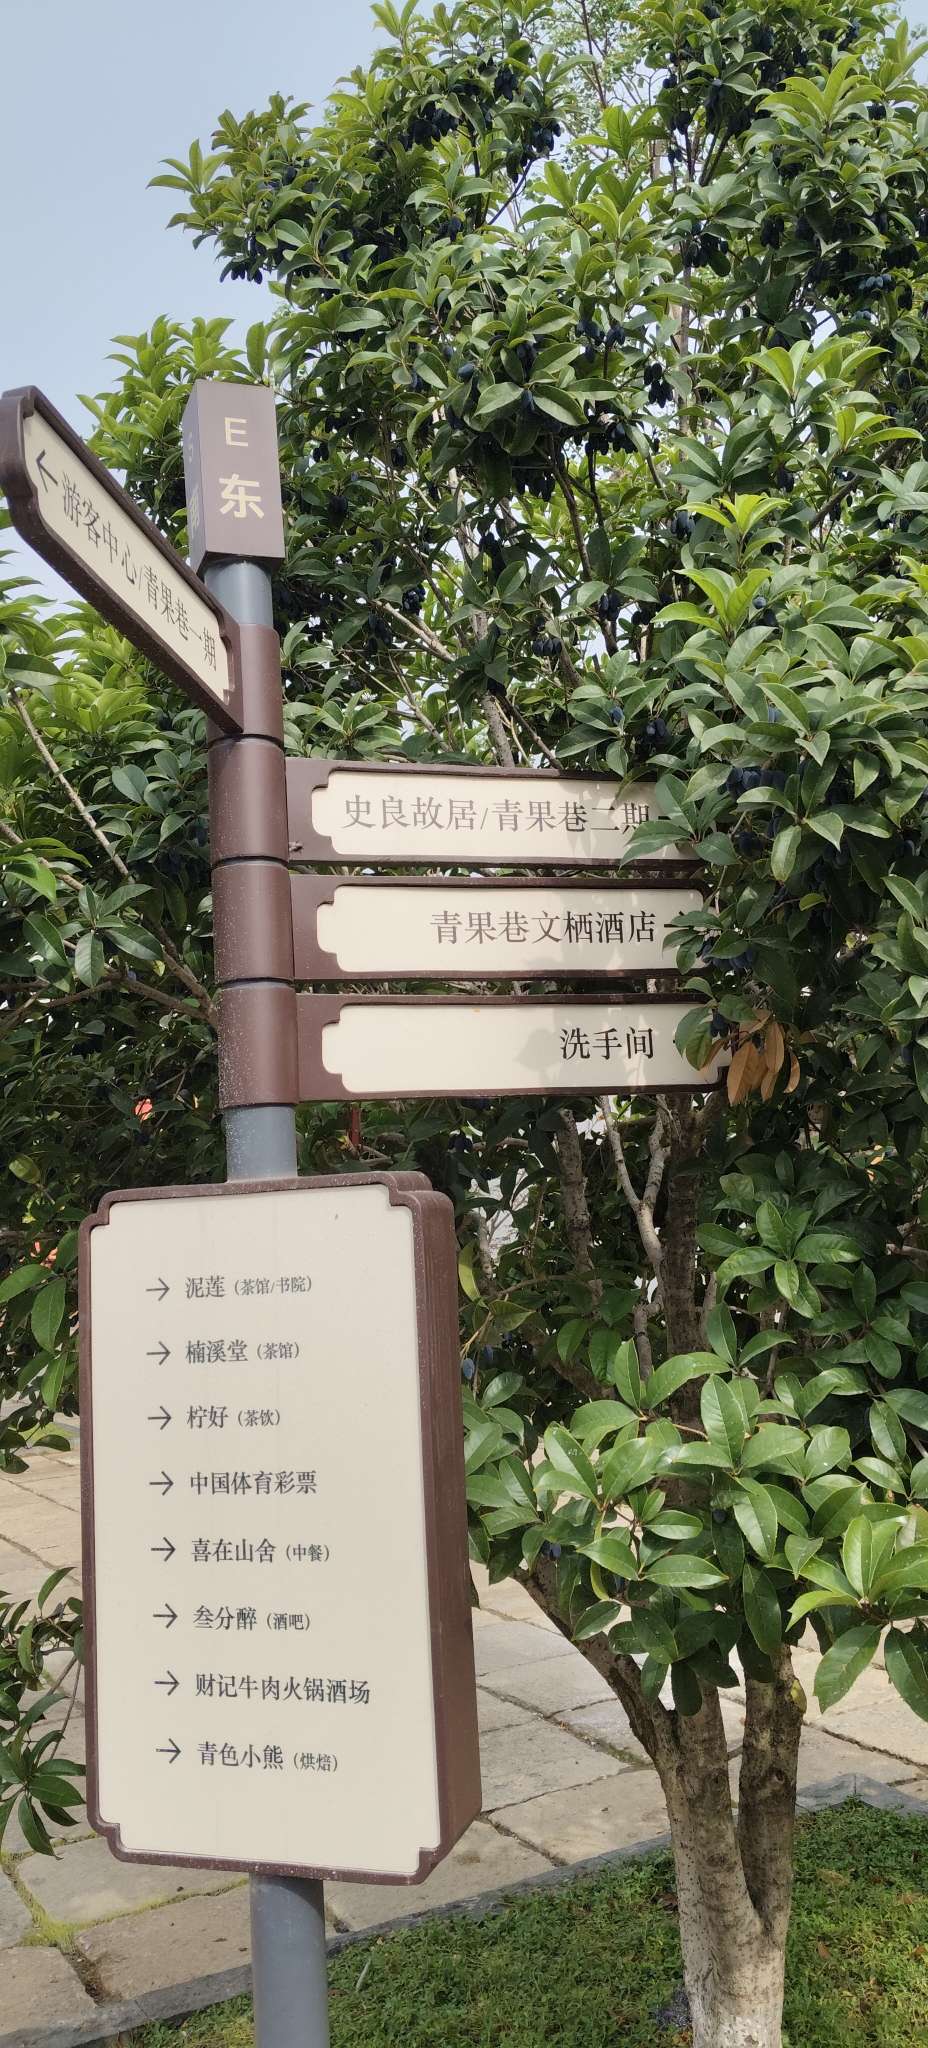 E
东
← 游客中心/青果巷一期
史良故居/青果巷二期
青果巷文栖酒店 →
洗手间
→ 泥莲（茶馆/书院）
→ 楠溪堂（茶馆）
→ 柠好（茶饮）
→ 中国体育彩票
→ 喜在山舍（中餐）
→ 叁分醉（酒吧）
→ 财记牛肉火锅酒场
→ 青色小熊（烘焙）